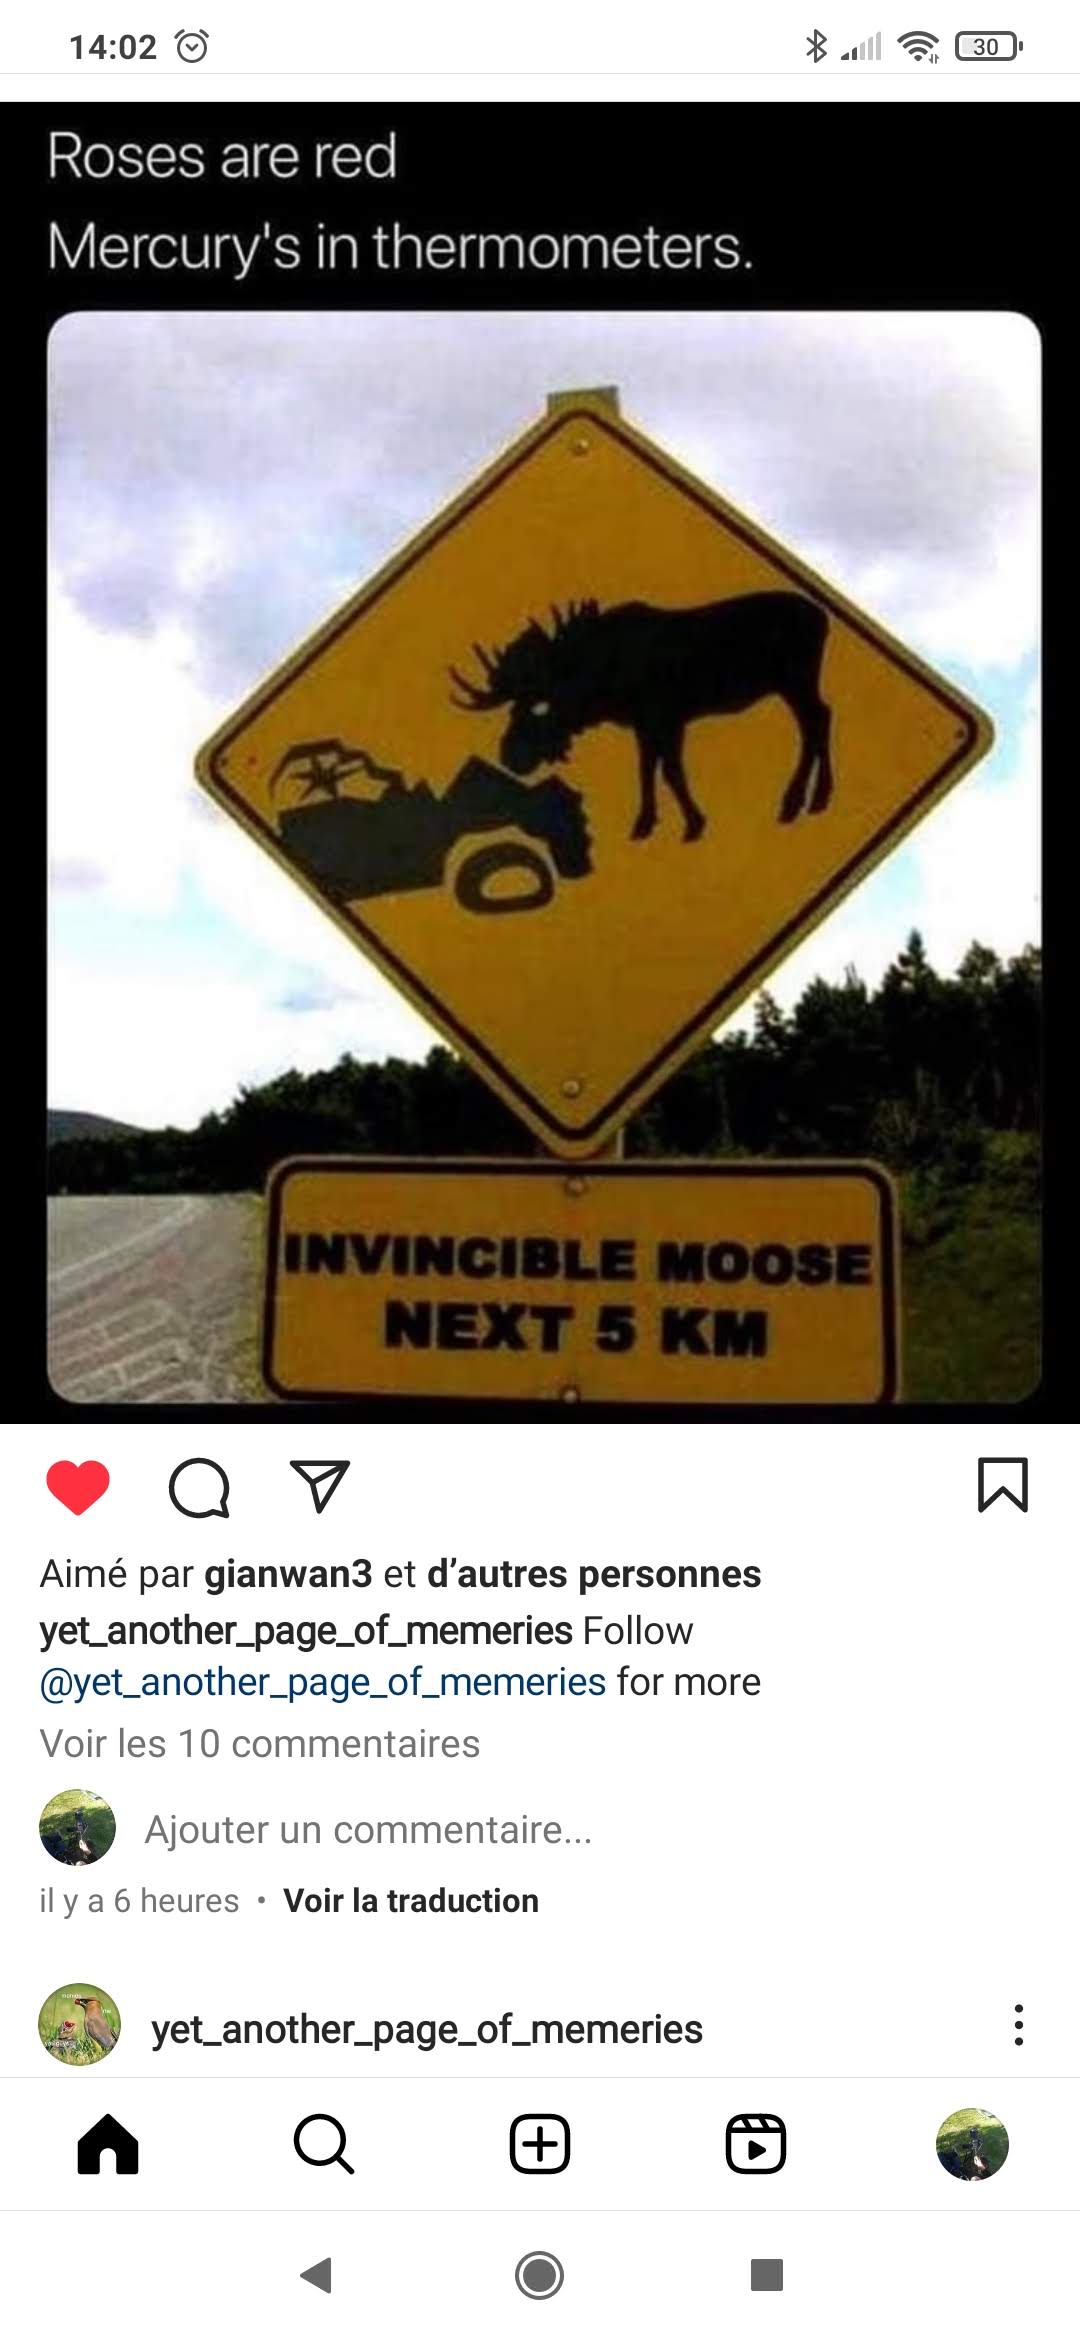 14:02
30
Roses are red
Mercury's in thermometers.
INVINCIBLE MOOSE
NEXT 5 KM
Aimé par gianwan3 et d’autres personnes
yet_another_page_of_memeries Follow
@yet_another_page_of_memeries for more
Voir les 10 commentaires
Ajouter un commentaire...
il y a 6 heures • Voir la traduction
yet_another_page_of_memeries